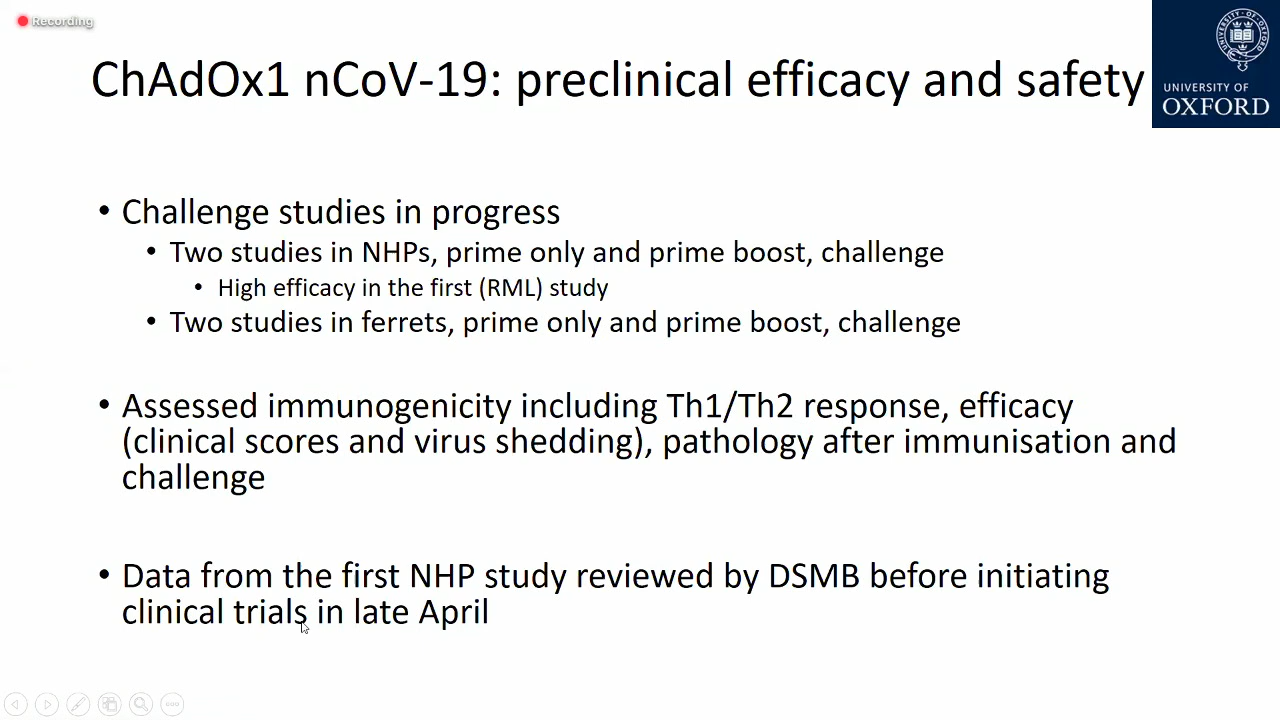 Recording
ChAdOx1 nCoV-19: preclinical efficacy and safety
UNIVERSITY OF
OXFORD
• Challenge studies in progress
• Two studies in NHPs, prime only and prime boost, challenge
• High efficacy in the first (RML) study
• Two studies in ferrets, prime only and prime boost, challenge
• Assessed immunogenicity including Th1/Th2 response, efficacy
(clinical scores and virus shedding), pathology after immunisation and
challenge
• Data from the first NHP study reviewed by DSMB before initiating
clinical trials in late April